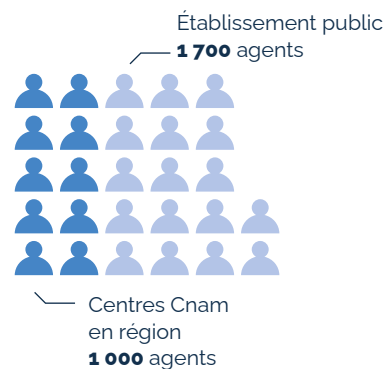 Établissement public
1 700 agents
Centres Cnam
en région
1 000 agents